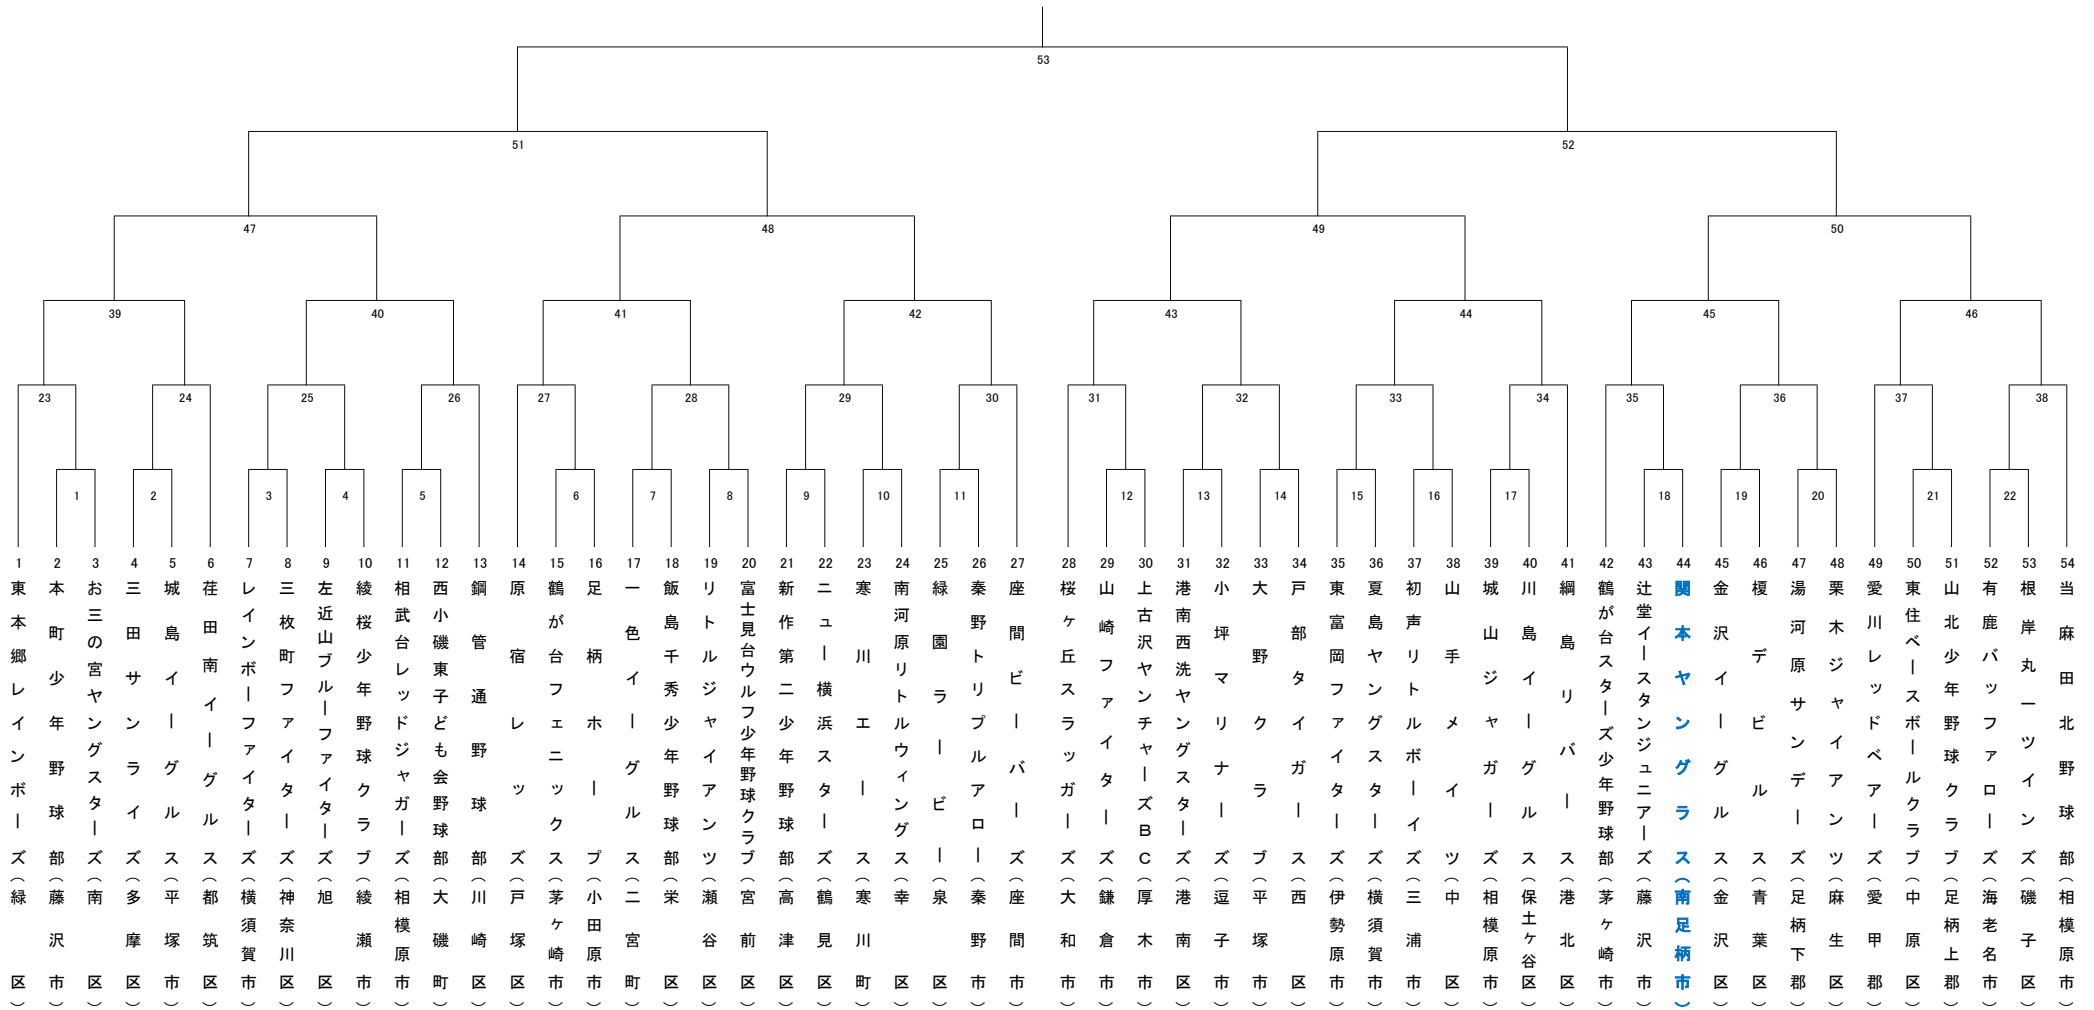 53
51
52
47
48
49
50
39
40
41
42
43
44
45
46
23
24
25
26
27
28
29
30
31
32
33
34
35
36
37
38
1
2
3
4
5
6
7
8
9
10
11
12
13
14
15
16
17
18
19
20
21
22
1 東本郷レインボーズ（緑区）
2 本町少年野球部（藤沢市）
3 お三の宮ヤングスターズ（南区）
4 三田サンライズ（多摩区）
5 城島イーグルス（平塚市）
6 荏田南イーグルス（都筑区）
7 レインボーファイターズ（横須賀市）
8 三枚町ファイターズ（神奈川区）
9 左近山ブルーファイターズ（旭区）
10 綾桜少年野球クラブ（綾瀬市）
11 相武台レッドジャガーズ（相模原市）
12 西小磯東子ども会野球部（大磯町）
13 鋼管通野球部（川崎区）
14 原宿レッズ（戸塚区）
15 鶴が台フェニックス（茅ヶ崎市）
16 足柄ホープ（小田原市）
17 一色イーグルス（二宮町）
18 飯島千秀少年野球部（栄区）
19 リトルジャイアンツ（瀬谷区）
20 富士見台ウルフ少年野球クラブ（宮前区）
21 新作第二少年野球部（高津区）
22 ニュー横浜スターズ（鶴見区）
23 寒川エース（寒川町）
24 南河原リトルウィングス（幸区）
25 緑園ラービー（泉区）
26 秦野トリプルアロー（秦野市）
27 座間ビーバーズ（座間市）
28 桜ヶ丘スラッガーズ（大和市）
29 山崎ファイターズ（鎌倉市）
30 上古沢ヤンチャーズBC（厚木市）
31 港南西洗ヤングスターズ（港南区）
32 小坪マリナーズ（逗子市）
33 大野クラブ（平塚市）
34 戸部タイガース（西区）
35 東富岡ファイターズ（伊勢原市）
36 夏島ヤングスターズ（横須賀市）
37 初声リトルボーイズ（三浦市）
38 山手メイツ（中区）
39 城山ジャガーズ（相模原市）
40 川島イーグルス（保土ヶ谷区）
41 綱島リバース（港北区）
42 鶴が台スターズ少年野球部（茅ヶ崎市）
43 辻堂イースタンジュニアーズ（藤沢市）
44 関本ヤングラス（南足柄市）
45 金沢イーグルス（金沢区）
46 榎デビルス（青葉区）
47 湯河原サンデーズ（足柄下郡）
48 栗木ジャイアンツ（麻生区）
49 愛川レッドベアーズ（愛甲郡）
50 東住ベースボールクラブ（中原区）
51 山北少年野球クラブ（足柄上郡）
52 有鹿バッファローズ（海老名市）
53 根岸丸一ツインズ（磯子区）
54 当麻田北野球部（相模原市）